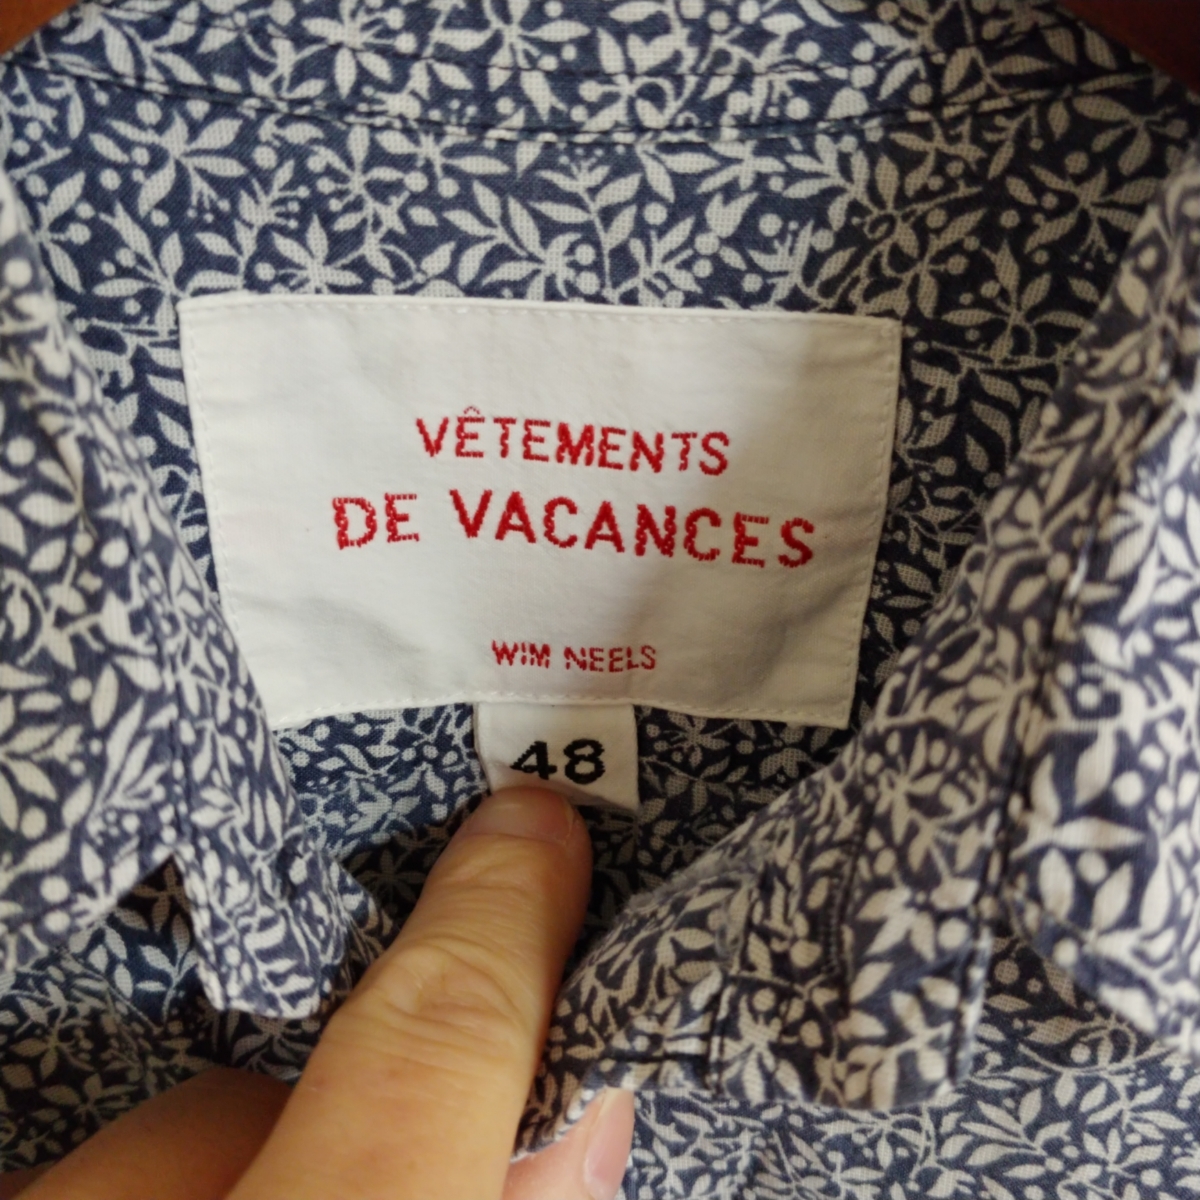 VÊTEMENTS
DE VACANCES
WIM NEELS
48